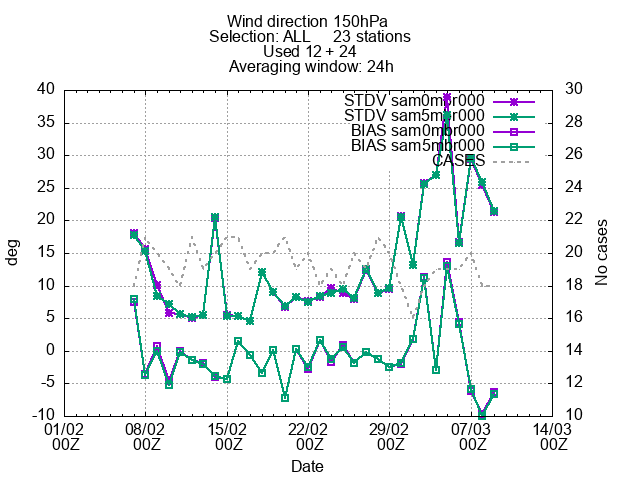 Wind direction 150hPa
Selection: ALL     23 stations
Used 12 + 24
Averaging window: 24h
STDV sam0mbr000
STDV sam5mbr000
BIAS sam0mbr000
BIAS sam5mbr000
CASES
40
35
30
25
20
15
10
5
0
-5
-10
deg
30
28
26
24
22
20
18
16
14
12
10
No cases
01/02 08/02 15/02 22/02 29/02 07/03 14/03
00Z 00Z 00Z 00Z 00Z 00Z 00Z
Date